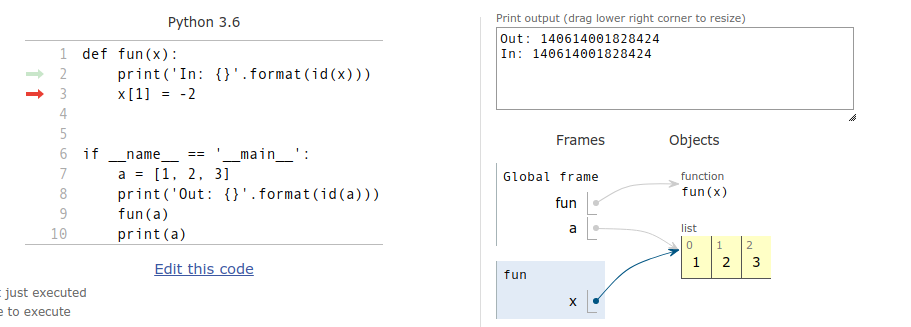 Python 3.6
1 def fun(x):
2     print('In: {}'.format(id(x)))
3     x[1] = -2
4
5
6 if __name__ == '__main__':
7     a = [1, 2, 3]
8     print('Out: {}'.format(id(a)))
9     fun(a)
10     print(a)
Edit this code
just executed
e to execute
Print output (drag lower right corner to resize)
Out: 140614001828424
In: 140614001828424
Frames Objects
Global frame
fun
a
function
fun(x)
list
0 1 2
1 2 3
fun
x